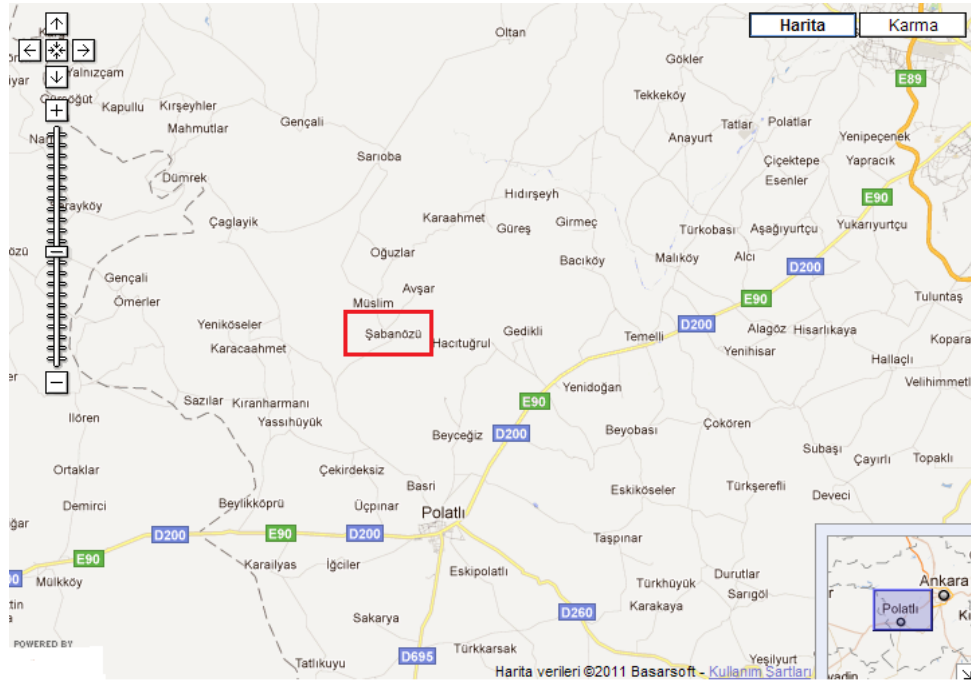 Oltan
Harita
Karma
Gökler
E89
Yalnızçam
Tekkeköy
Kapullu
Kırşeyhler
Gençali
Mahmutlar
Tatlar
Polatlar
Anayurt
Yenipeçenek
Sarıoba
Çiçektepe
Yapracık
Dümrek
Esenler
Hıdırşeyh
E90
Karaahmet
Çaglayik
Güreş
Girmeç
Türkobası
Aşağıyurtçu
Yukarıyurtçu
Oğuzlar
Bacıköy
Malıköy
Alcı
D200
Gençali
Avşar
Ömerler
Müslim
E90
Tuluntaş
Yeniköseler
Şabanözü
Gedikli
Temelli
D200
Alagöz
Hisarlıkaya
Karacaahmet
Hacıtuğrul
Yenihisar
Kopara
Hallaçlı
Yenidoğan
Velihimmetl
Sazılar
Kıranharmanı
E90
İlören
Yassıhüyük
Beyceğiz
D200
Beyobası
Çokören
Subaşı
Çayırlı
Topaklı
Ortaklar
Çekirdeksiz
Basri
Eskiköseler
Türkşerefli
Deveci
Demirci
Beylikköprü
Üçpınar
Polatlı
D200
E90
D200
Taşpınar
E90
Karailyas
İğciler
Eskipolatlı
Mülkköy
Türkhüyük
Durutlar
Sarıgöl
Ankara
Karakaya
Polatlı
D260
Sakarya
Türkkarsak
POWERED BY
D695
Tatlıkuyu
Yeşilyurt
Harita verileri ©2011 Basarsoft - Kullanım Şartları